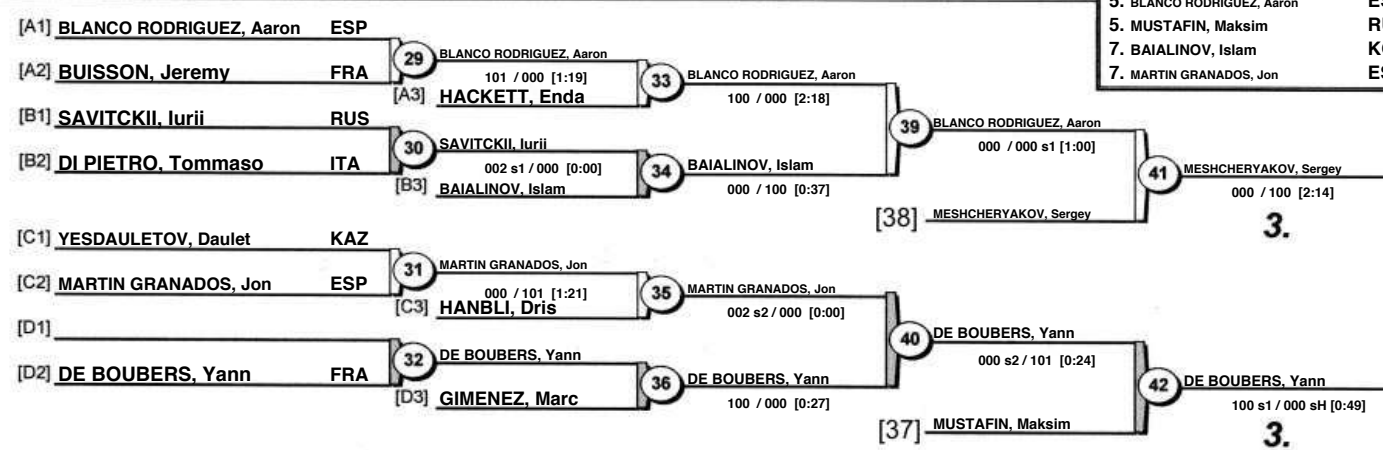 5. BLANCO RODRIGUEZ, Aaron
5. MUSTAFIN, Maksim
7. BAIALINOV, Islam
7. MARTIN GRANADOS, Jon
[A1] BLANCO RODRIGUEZ, Aaron ESP
[A2] BUISSON, Jeremy FRA
29
BLANCO RODRIGUEZ, Aaron
101 / 000 [1:19]
[A3] HACKETT, Enda
33
BLANCO RODRIGUEZ, Aaron
100 / 000 [2:18]
[B1] SAVITCKII, Iurii RUS
[B2] DI PIETRO, Tommaso ITA
30
SAVITCKII, Iurii
002 s1 / 000 [0:00]
[B3] BAIALINOV, Islam
34
BAIALINOV, Islam
000 / 100 [0:37]
39
BLANCO RODRIGUEZ, Aaron
000 / 000 s1 [1:00]
[38] MESHCHERYAKOV, Sergey
41
MESHCHERYAKOV, Sergey
000 / 100 [2:14]
3.
[C1] YESDAULETOV, Daulet KAZ
[C2] MARTIN GRANADOS, Jon ESP
31
MARTIN GRANADOS, Jon
000 / 101 [1:21]
[C3] HANBLI, Dris
35
MARTIN GRANADOS, Jon
002 s2 / 000 [0:00]
[D1]
[D2] DE BOUBERS, Yann FRA
32
DE BOUBERS, Yann
[D3] GIMENEZ, Marc
36
DE BOUBERS, Yann
100 / 000 [0:27]
40
DE BOUBERS, Yann
000 s2 / 101 [0:24]
[37] MUSTAFIN, Maksim
42
DE BOUBERS, Yann
100 s1 / 000 sH [0:49]
3.